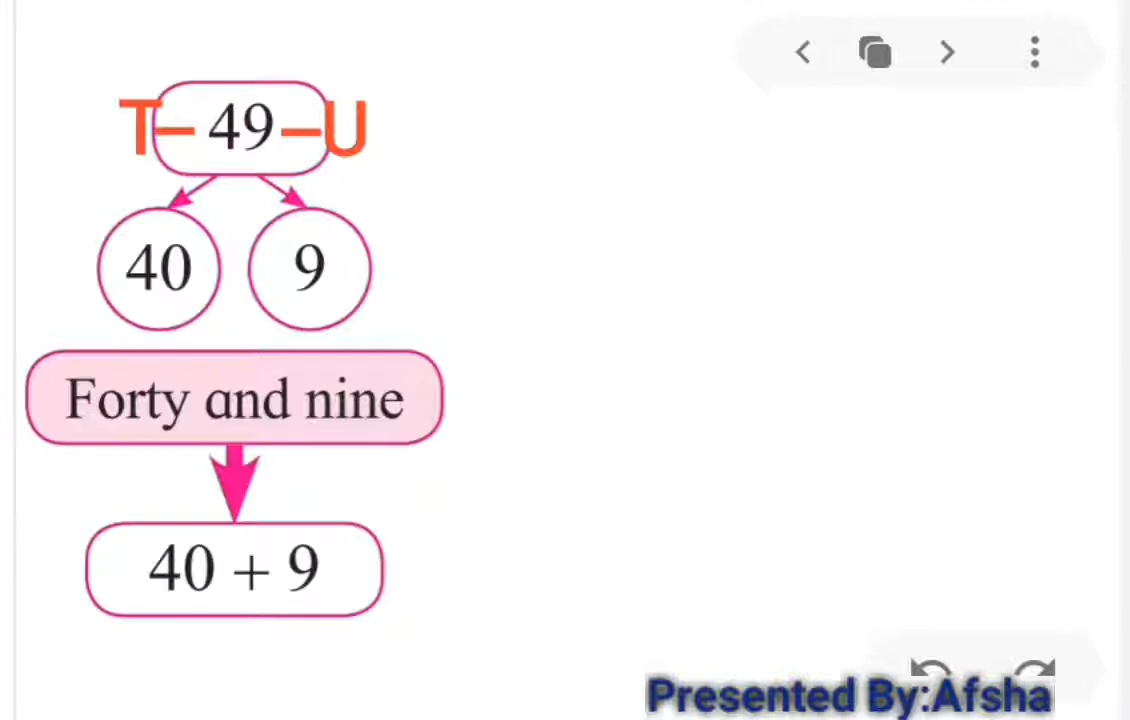 T– 49 –U
40 9
Forty and nine
40 + 9
Presented By:Afsha